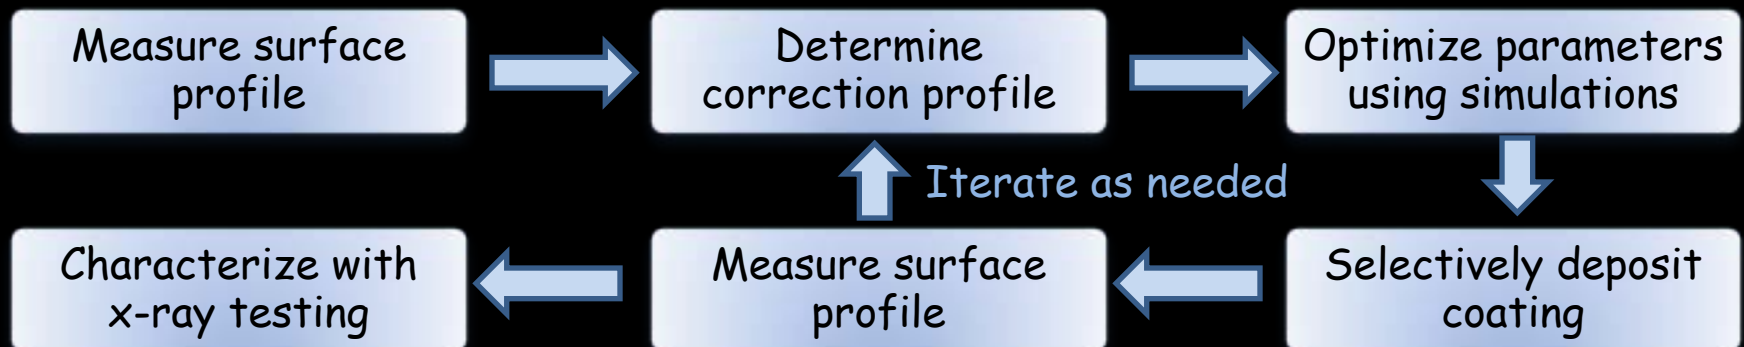 Measure surface
profile
Determine
correction profile
Optimize parameters
using simulations
Iterate as needed
Characterize with
x-ray testing
Measure surface
profile
Selectively deposit
coating